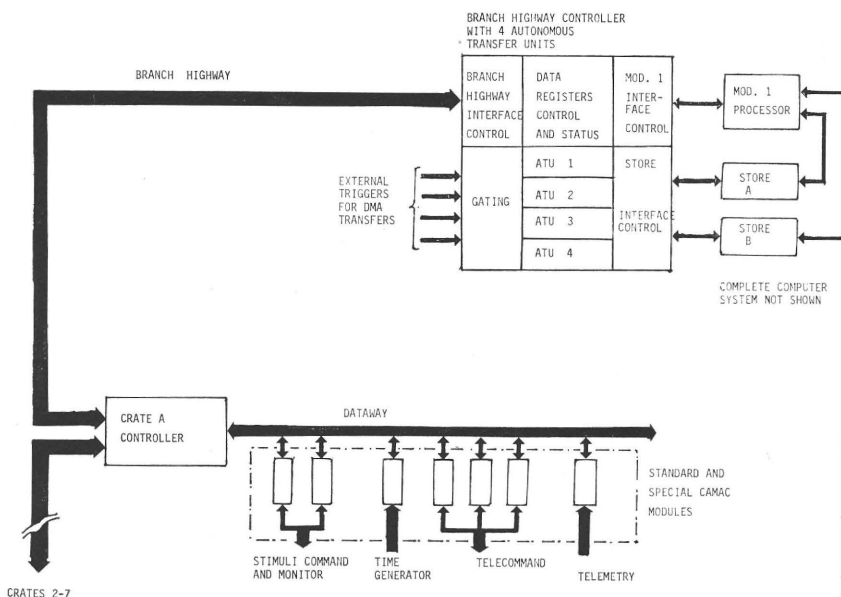 BRANCH HIGHWAY CONTROLLER
WITH 4 AUTONOMOUS
TRANSFER UNITS
BRANCH HIGHWAY
BRANCH
HIGHWAY
INTERFACE
CONTROL
DATA
REGISTERS
CONTROL
AND STATUS
MOD. 1
INTER-
FACE
CONTROL
MOD. 1
PROCESSOR
EXTERNAL
TRIGGERS
FOR DMA
TRANSFERS
GATING
ATU 1
ATU 2
ATU 3
ATU 4
STORE
INTERFACE
CONTROL
STORE
A
STORE
B
COMPLETE COMPUTER
SYSTEM NOT SHOWN
CRATE A
CONTROLLER
DATAWAY
STANDARD AND
SPECIAL CAMAC
MODULES
STIMULI COMMAND
AND MONITOR
TIME
GENERATOR
TELECOMMAND
TELEMETRY
CRATES 2-7